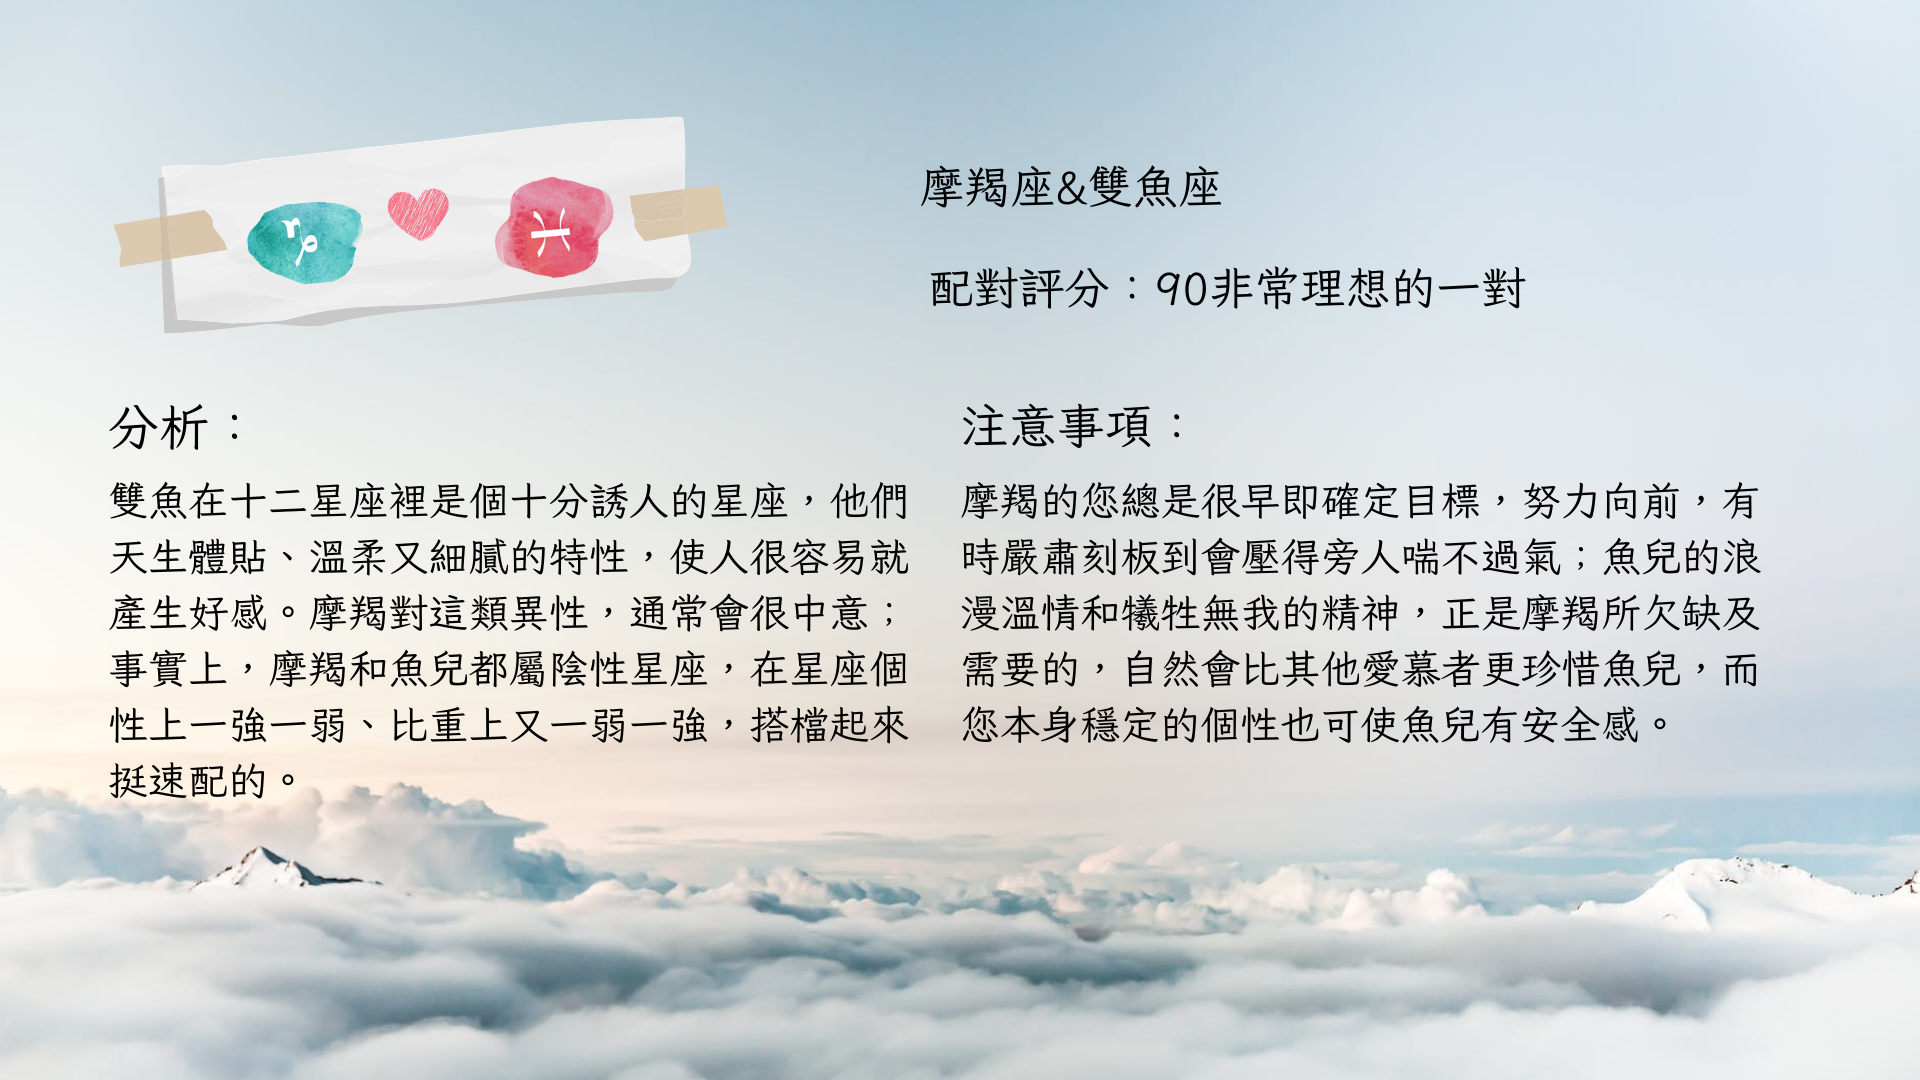 摩羯座&雙魚座
配對評分：90非常理想的一對
分析：
雙魚在十二星座裡是個十分誘人的星座，他們
天生體貼、溫柔又細膩的特性，使人很容易就
產生好感。摩羯對這類異性，通常會很中意；
事實上，摩羯和魚兒都屬陰性星座，在星座個
性上一強一弱、比重上又一弱一強，搭檔起來
挺速配的。
注意事項：
摩羯的您總是很早即確定目標，努力向前，有
時嚴肅刻板到會壓得旁人喘不過氣；魚兒的浪
漫溫情和犧牲無我的精神，正是摩羯所欠缺及
需要的，自然會比其他愛慕者更珍惜魚兒，而
您本身穩定的個性也可使魚兒有安全感。